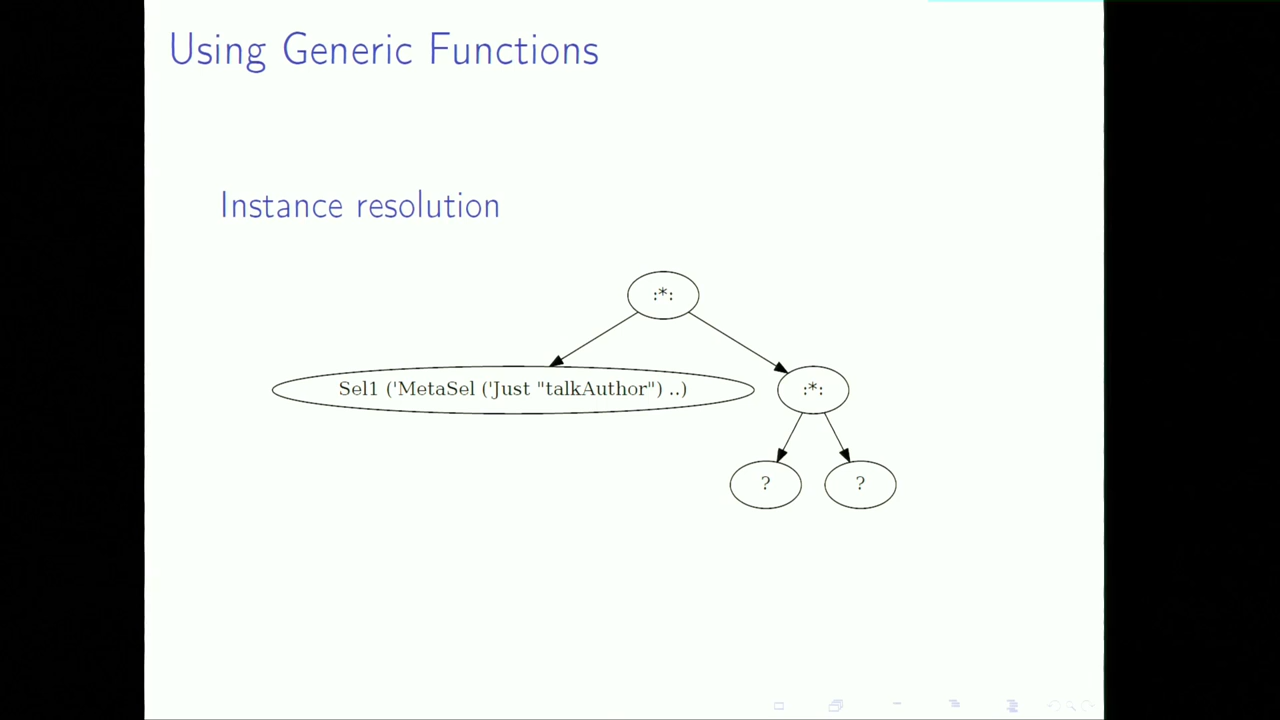 Using Generic Functions
Instance resolution
:*:
Sel1 ('MetaSel ('Just "talkAuthor") ..)
:*:
?
?